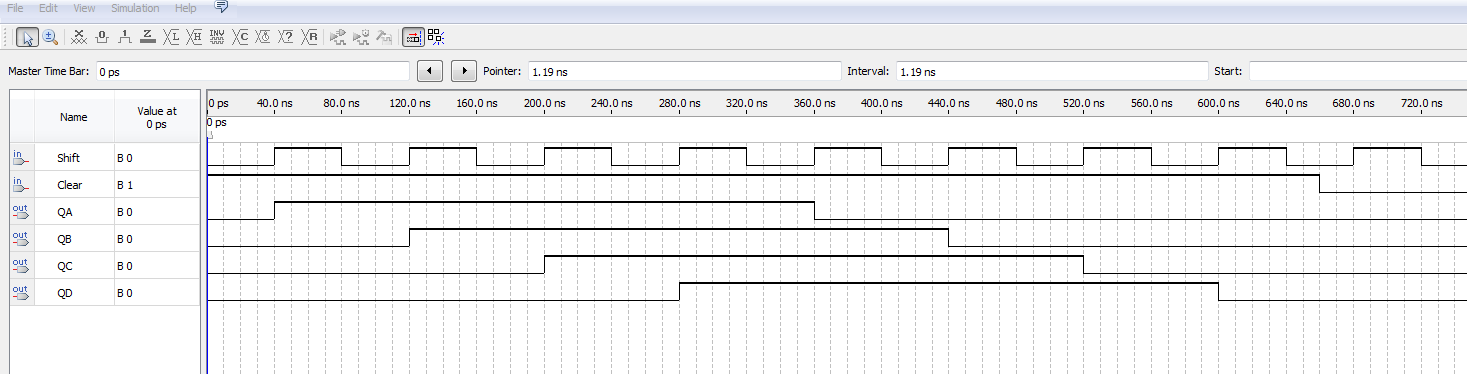 File Edit View Simulation Help
Master Time Bar: 0 ps Pointer: 1.19 ns Interval: 1.19 ns Start:
Name Value at 0 ps 0 ps 40.0 ns 80.0 ns 120.0 ns 160.0 ns 200.0 ns 240.0 ns 280.0 ns 320.0 ns 360.0 ns 400.0 ns 440.0 ns 480.0 ns 520.0 ns 560.0 ns 600.0 ns 640.0 ns 680.0 ns 720.0 ns
0 ps
in Shift B 0
in Clear B 1
out QA B 0
out QB B 0
out QC B 0
out QD B 0